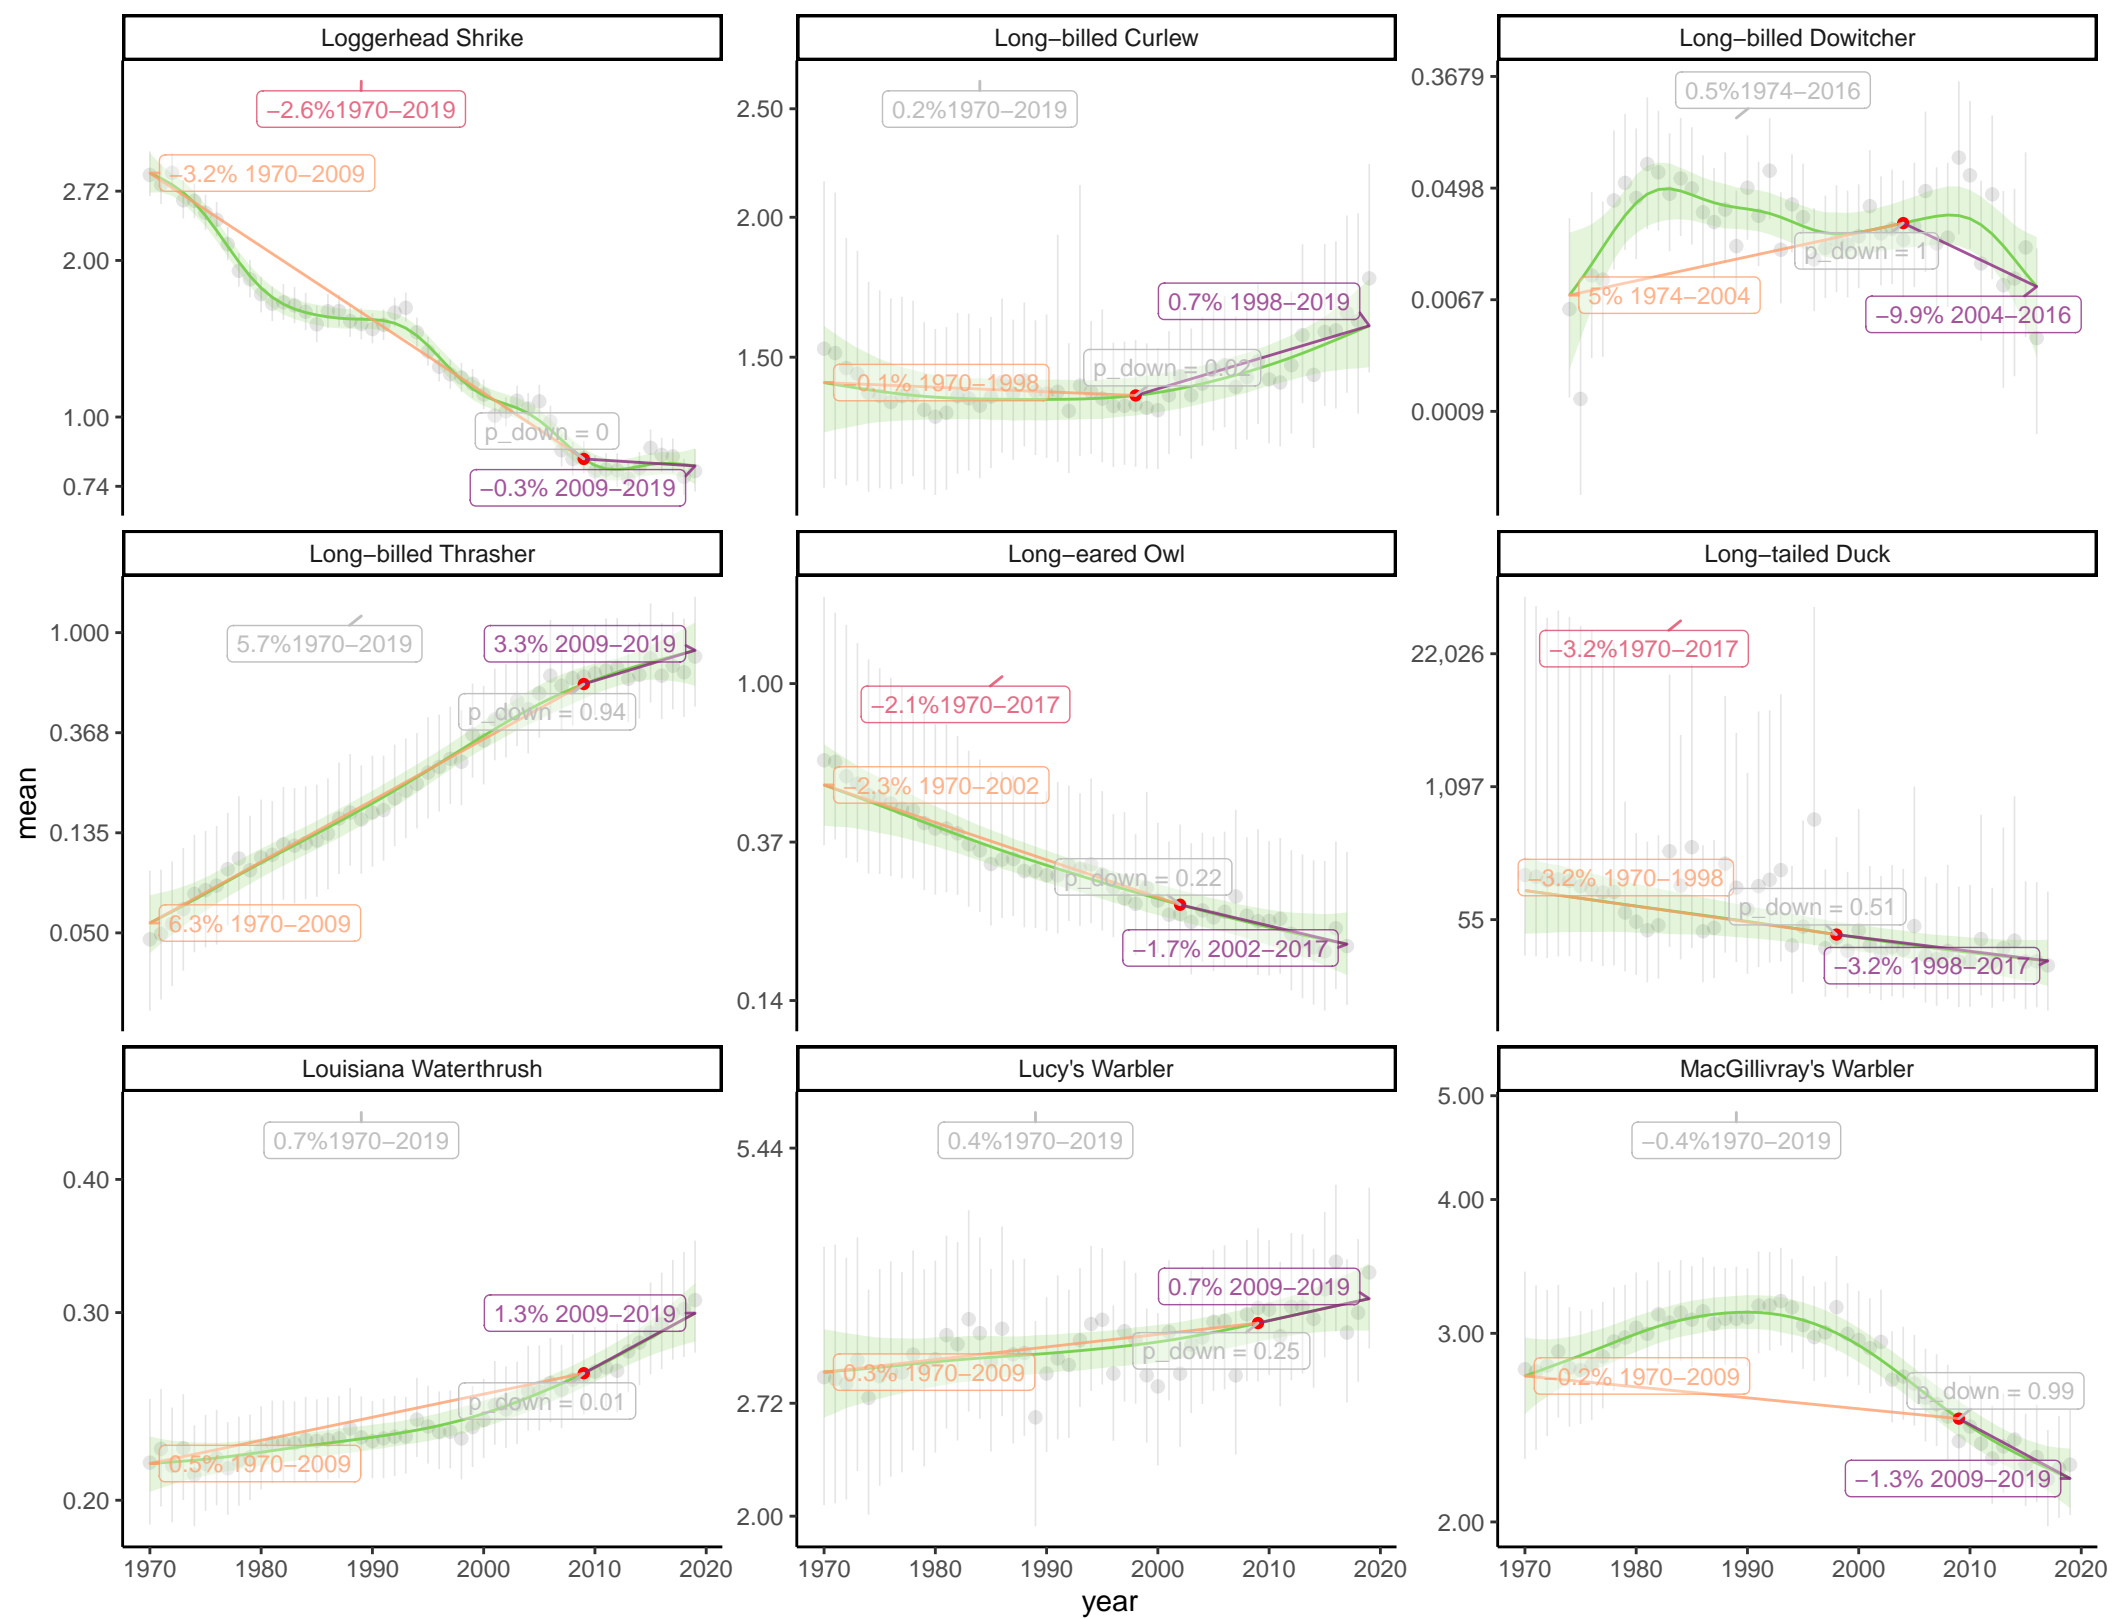 Loggerhead Shrike
Long−billed Curlew
Long−billed Dowitcher
−2.6%1970−2019
−3.2% 1970−2009
p_down = 0
−0.3% 2009−2019
2.72
2.00
1.00
0.74
0.2%1970−2019
0.7% 1998−2019
p_down = 0.02
−0.1% 1970−1998
2.50
2.00
1.50
0.5%1974−2016
p_down = 1
5% 1974−2004
−9.9% 2004−2016
0.3679
0.0498
0.0067
0.0009
Long−billed Thrasher
Long−eared Owl
Long−tailed Duck
5.7%1970−2019
3.3% 2009−2019
p_down = 0.94
6.3% 1970−2009
1.000
0.368
0.135
0.050
−2.1%1970−2017
−2.3% 1970−2002
p_down = 0.22
−1.7% 2002−2017
1.00
0.37
0.14
−3.2%1970−2017
−3.2% 1970−1998
p_down = 0.51
−3.2% 1998−2017
22,026
1,097
55
Louisiana Waterthrush
Lucy's Warbler
MacGillivray's Warbler
0.7%1970−2019
1.3% 2009−2019
p_down = 0.01
0.5% 1970−2009
0.40
0.30
0.20
0.4%1970−2019
0.7% 2009−2019
p_down = 0.25
0.3% 1970−2009
5.44
2.72
2.00
−0.4%1970−2019
−0.2% 1970−2009
p_down = 0.99
−1.3% 2009−2019
5.00
4.00
3.00
2.00
1970 1980 1990 2000 2010 2020
1970 1980 1990 2000 2010 2020
1970 1980 1990 2000 2010 2020
year
mean